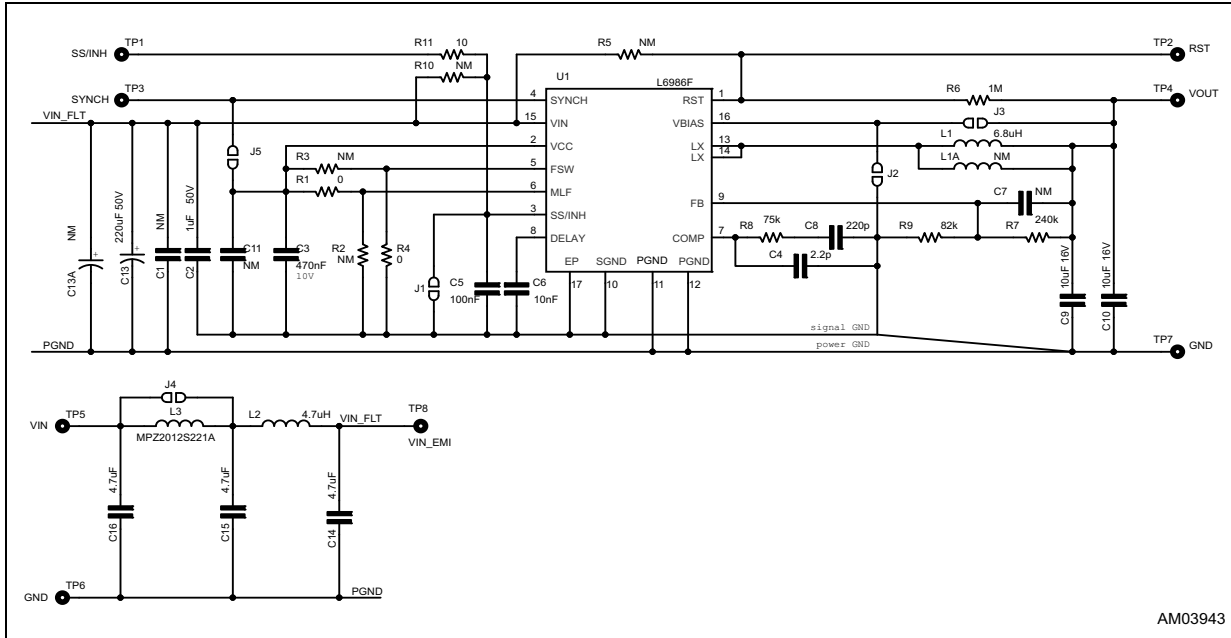 TP1
SS/INH
R11 10
R10 NM
R5 NM
TP2
RST
U1
L6986F
TP3
SYNCH
4 SYNCH
RST 1
R6 1M
TP4
VOUT
VIN_FLT
15 VIN
VBIAS 16
J3
2 VCC
LX 13
LX 14
L1 6.8uH
L1A NM
J5
R3 NM
5 FSW
R1 0
6 MLF
J2
FB 9
C7 NM
3 SS/INH
8 DELAY
COMP 7
R8 75k
C8 220p
R9 82k
R7 240k
C4 2.2p
NM
C13A
220uF 50V
C13
+
+
NM
C1
1uF 50V
C2
C11
NM
C3
470nF
10V
R2
NM
R4
0
J1
C5
100nF
C6
10nF
EP SGND PGND PGND
17 10 11 12
10uF 16V
C9
10uF 16V
C10
signal GND
power GND
PGND
TP7
GND
J4
TP5
VIN
L3
MPZ2012S221A
L2 4.7uH
VIN_FLT
TP8
VIN_EMI
4.7uF
C16
4.7uF
C15
4.7uF
C14
TP6
GND
PGND
AM03943